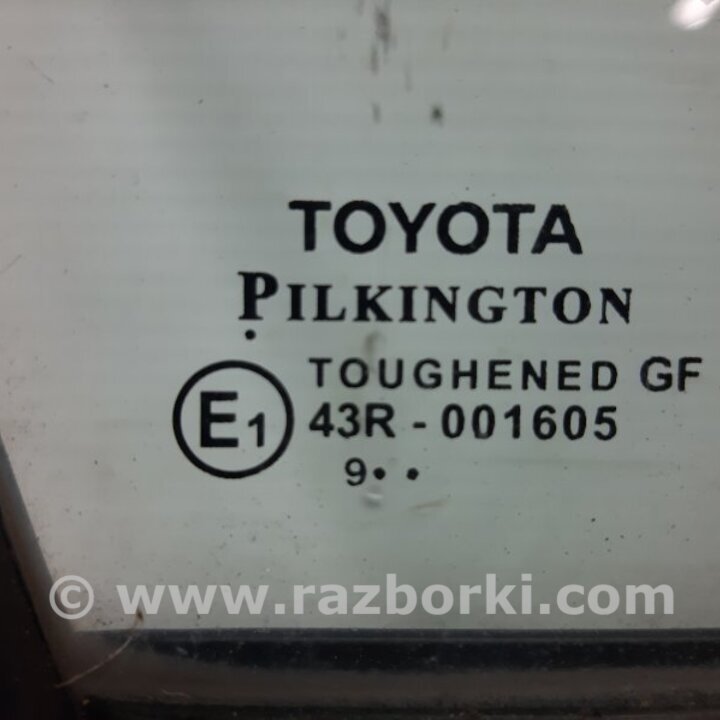 TOYOTA
PILKINGTON
TOUGHENED GF
E1 43R - 001605
9• •
© www.razborki.com